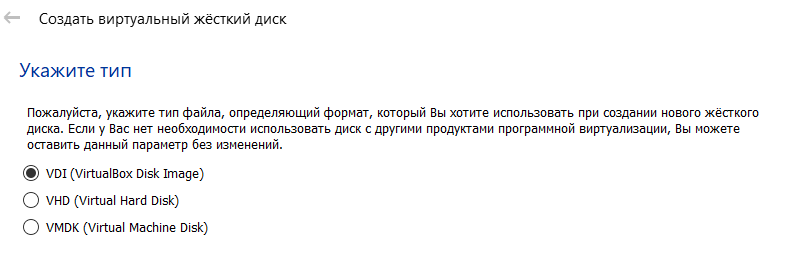 Создать виртуальный жёсткий диск
Укажите тип
Пожалуйста, укажите тип файла, определяющий формат, который Вы хотите использовать при создании нового жёсткого
диска. Если у Вас нет необходимости использовать диск с другими продуктами программной виртуализации, Вы можете
оставить данный параметр без изменений.
VDI (VirtualBox Disk Image)
VHD (Virtual Hard Disk)
VMDK (Virtual Machine Disk)